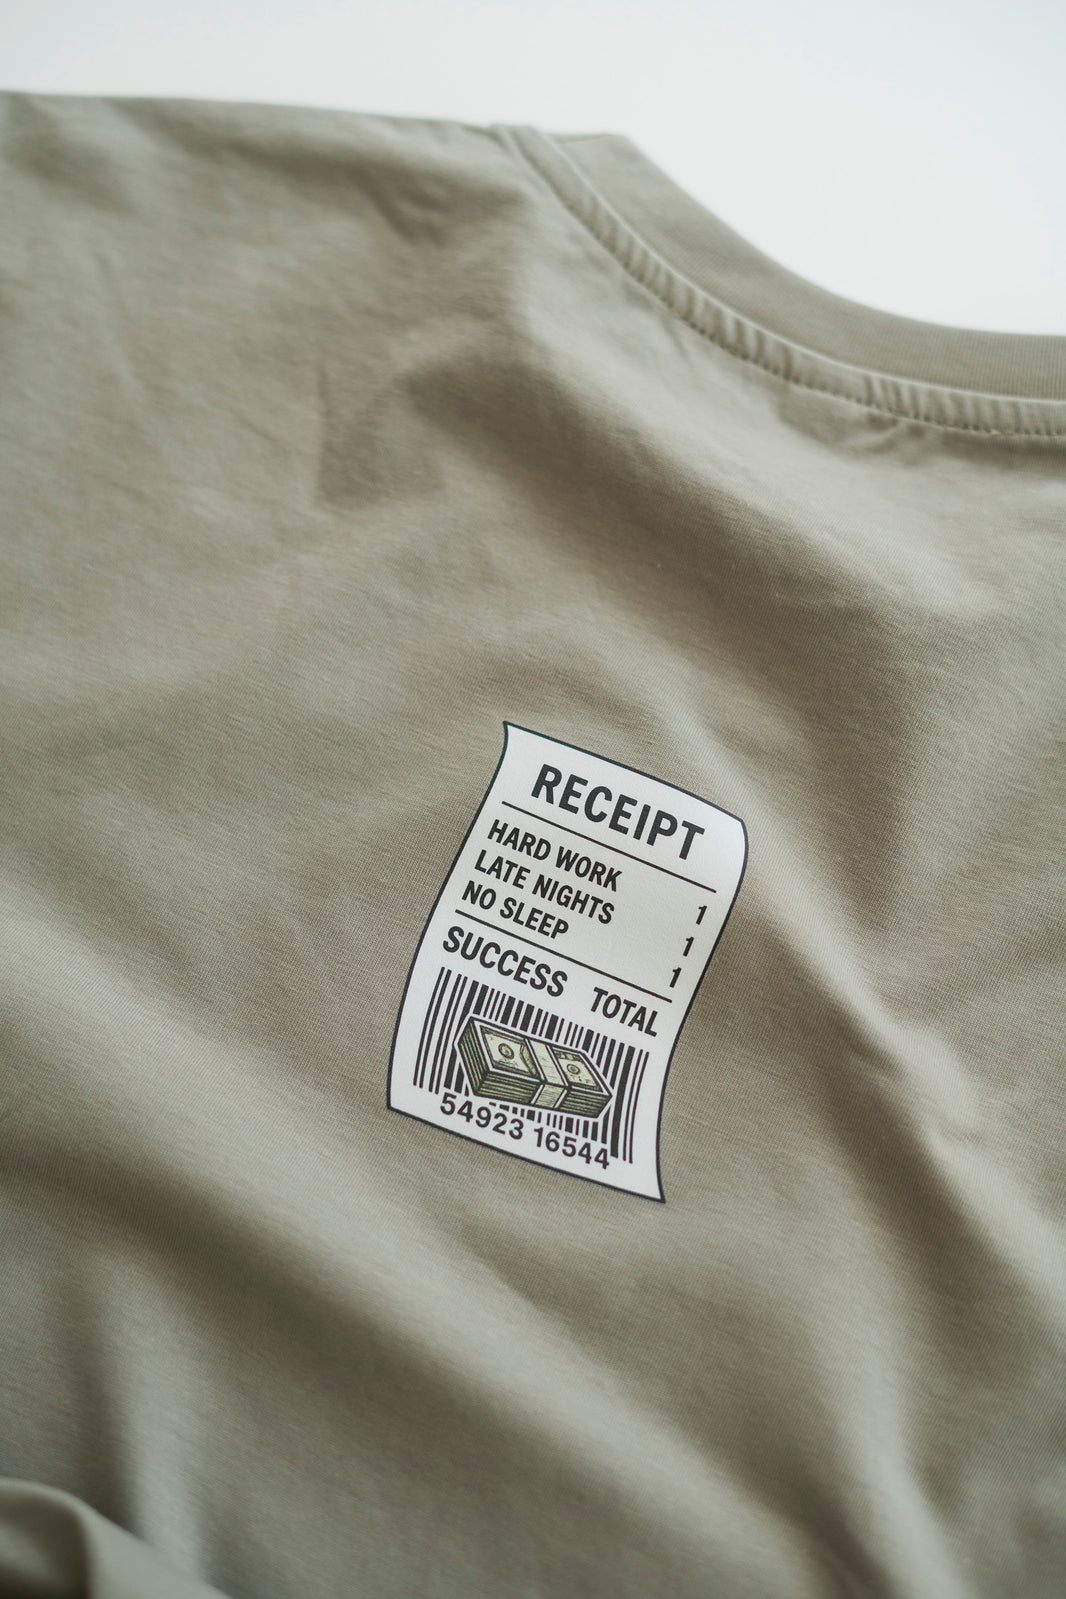 RECEIPT
HARD WORK 1
LATE NIGHTS 1
NO SLEEP 1
SUCCESS TOTAL
54923 16544